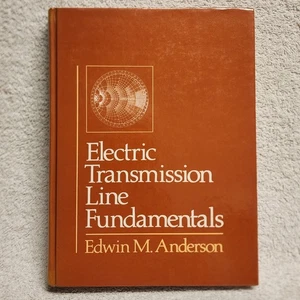 Electric
Transmission
Line
Fundamentals
Edwin M. Anderson